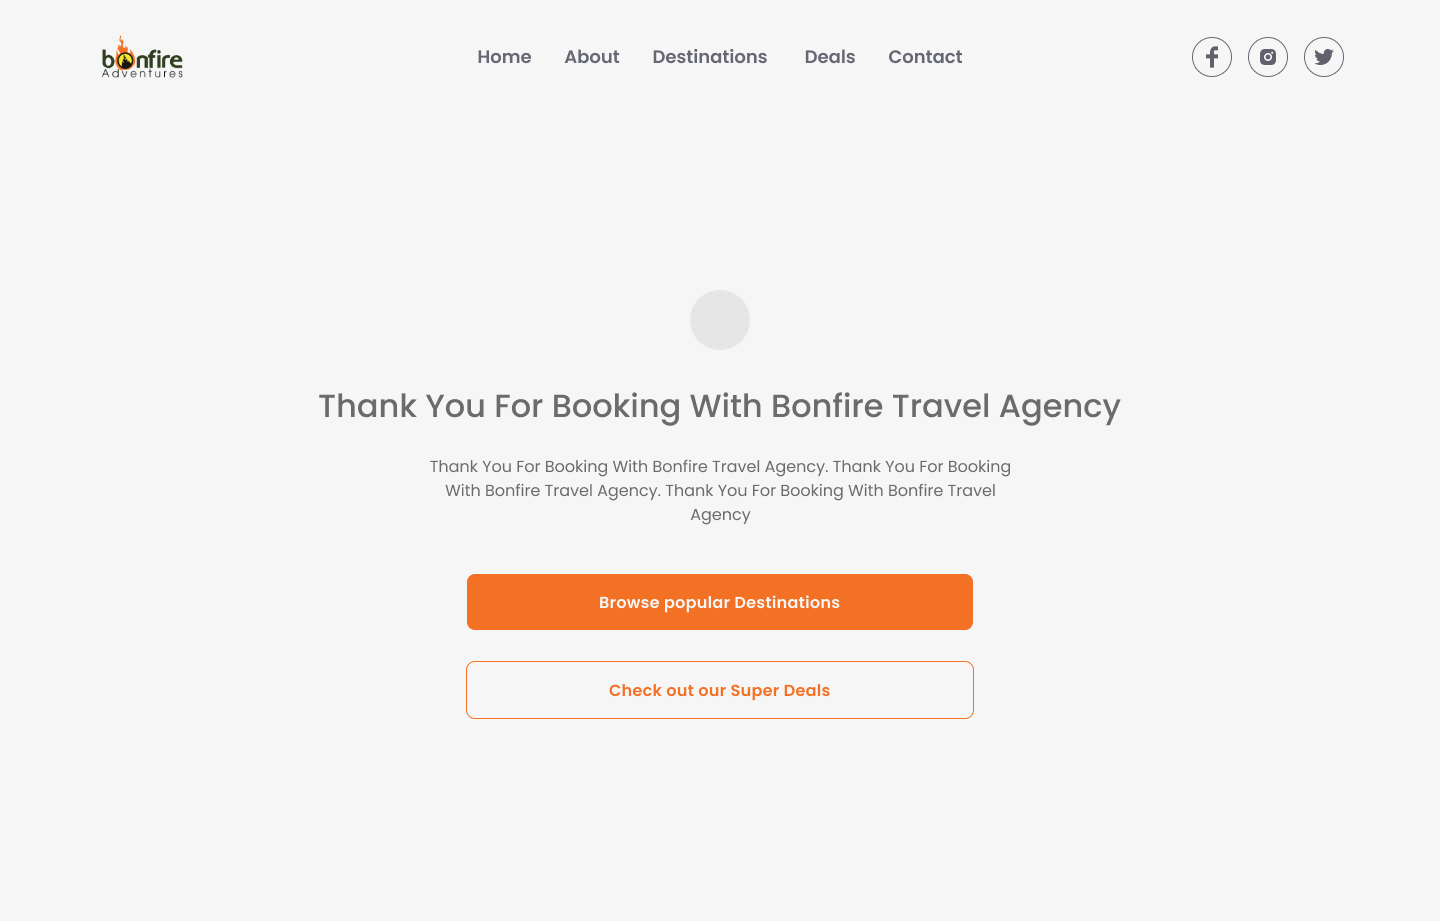 bonfire
Adventures
Home About Destinations Deals Contact
Thank You For Booking With Bonfire Travel Agency
Thank You For Booking With Bonfire Travel Agency. Thank You For Booking
With Bonfire Travel Agency. Thank You For Booking With Bonfire Travel
Agency
Browse popular Destinations
Check out our Super Deals